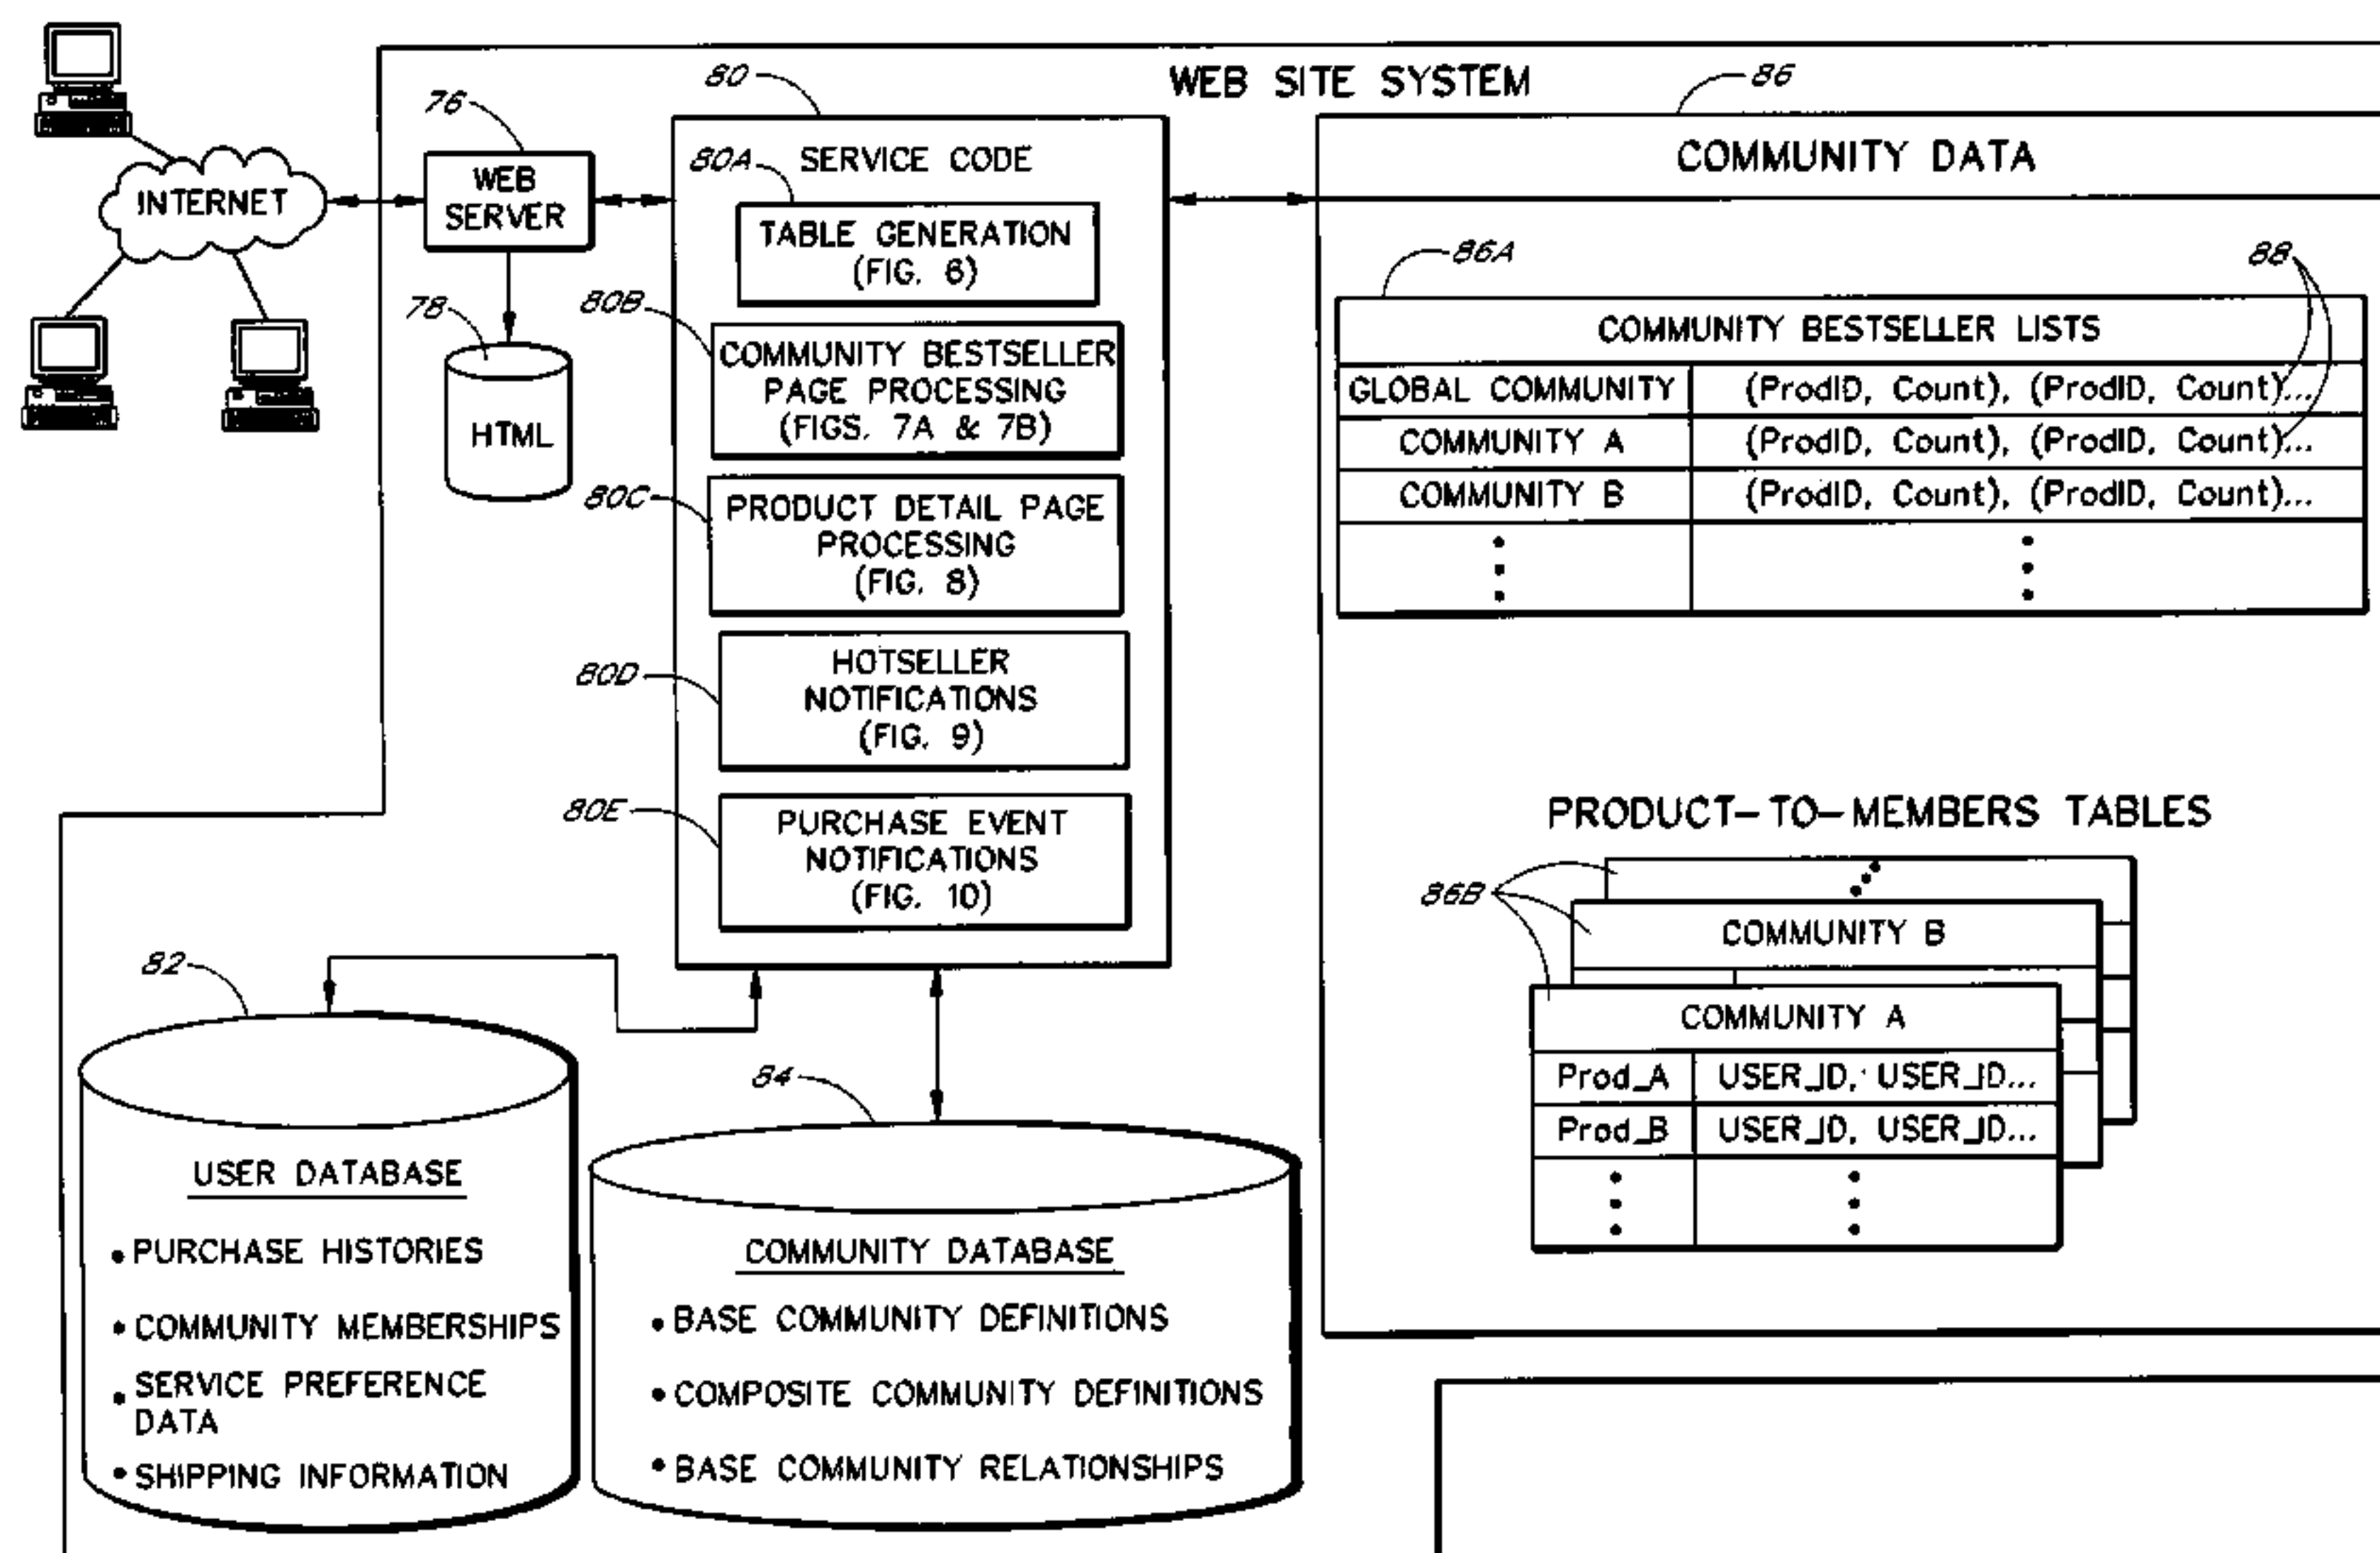 WEB SITE SYSTEM
INTERNET
76
WEB
SERVER
78
HTML
80
SERVICE CODE
80A
TABLE GENERATION
(FIG. 6)
80B
COMMUNITY BESTSELLER
PAGE PROCESSING
(FIGS. 7A & 7B)
80C
PRODUCT DETAIL PAGE
PROCESSING
(FIG. 8)
80D
HOTSELLER
NOTIFICATIONS
(FIG. 9)
80E
PURCHASE EVENT
NOTIFICATIONS
(FIG. 10)
86
COMMUNITY DATA
86A
88
COMMUNITY BESTSELLER LISTS
GLOBAL COMMUNITY (ProdID, Count), (ProdID, Count)...
COMMUNITY A (ProdID, Count), (ProdID, Count)...
COMMUNITY B (ProdID, Count), (ProdID, Count)...
PRODUCT-TO-MEMBERS TABLES
86B
COMMUNITY B
COMMUNITY A
Prod_A USER_ID, USER_ID...
Prod_B USER_ID, USER_ID...
82
USER DATABASE
• PURCHASE HISTORIES
• COMMUNITY MEMBERSHIPS
• SERVICE PREFERENCE
DATA
• SHIPPING INFORMATION
84
COMMUNITY DATABASE
• BASE COMMUNITY DEFINITIONS
• COMPOSITE COMMUNITY DEFINITIONS
• BASE COMMUNITY RELATIONSHIPS